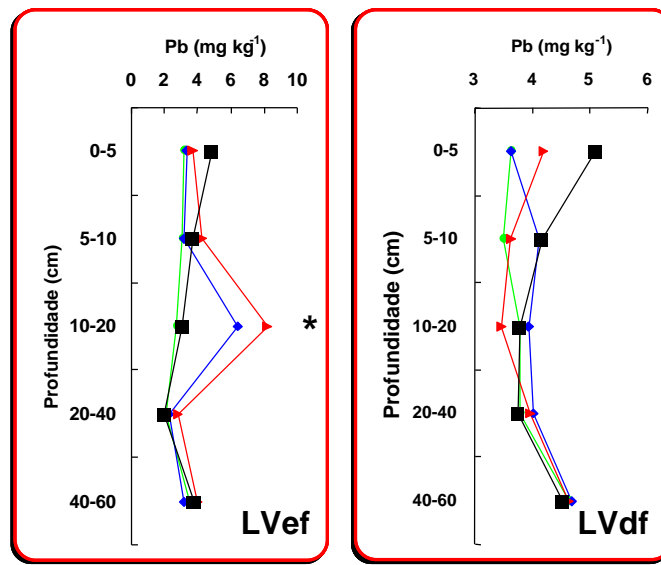 Pb (mg kg-1)
0 2 4 6 8 10
Profundidade (cm)
0-5
5-10
10-20
*
20-40
40-60
LVef
Pb (mg kg-1)
3 4 5 6
Profundidade (cm)
0-5
5-10
10-20
20-40
40-60
LVdf